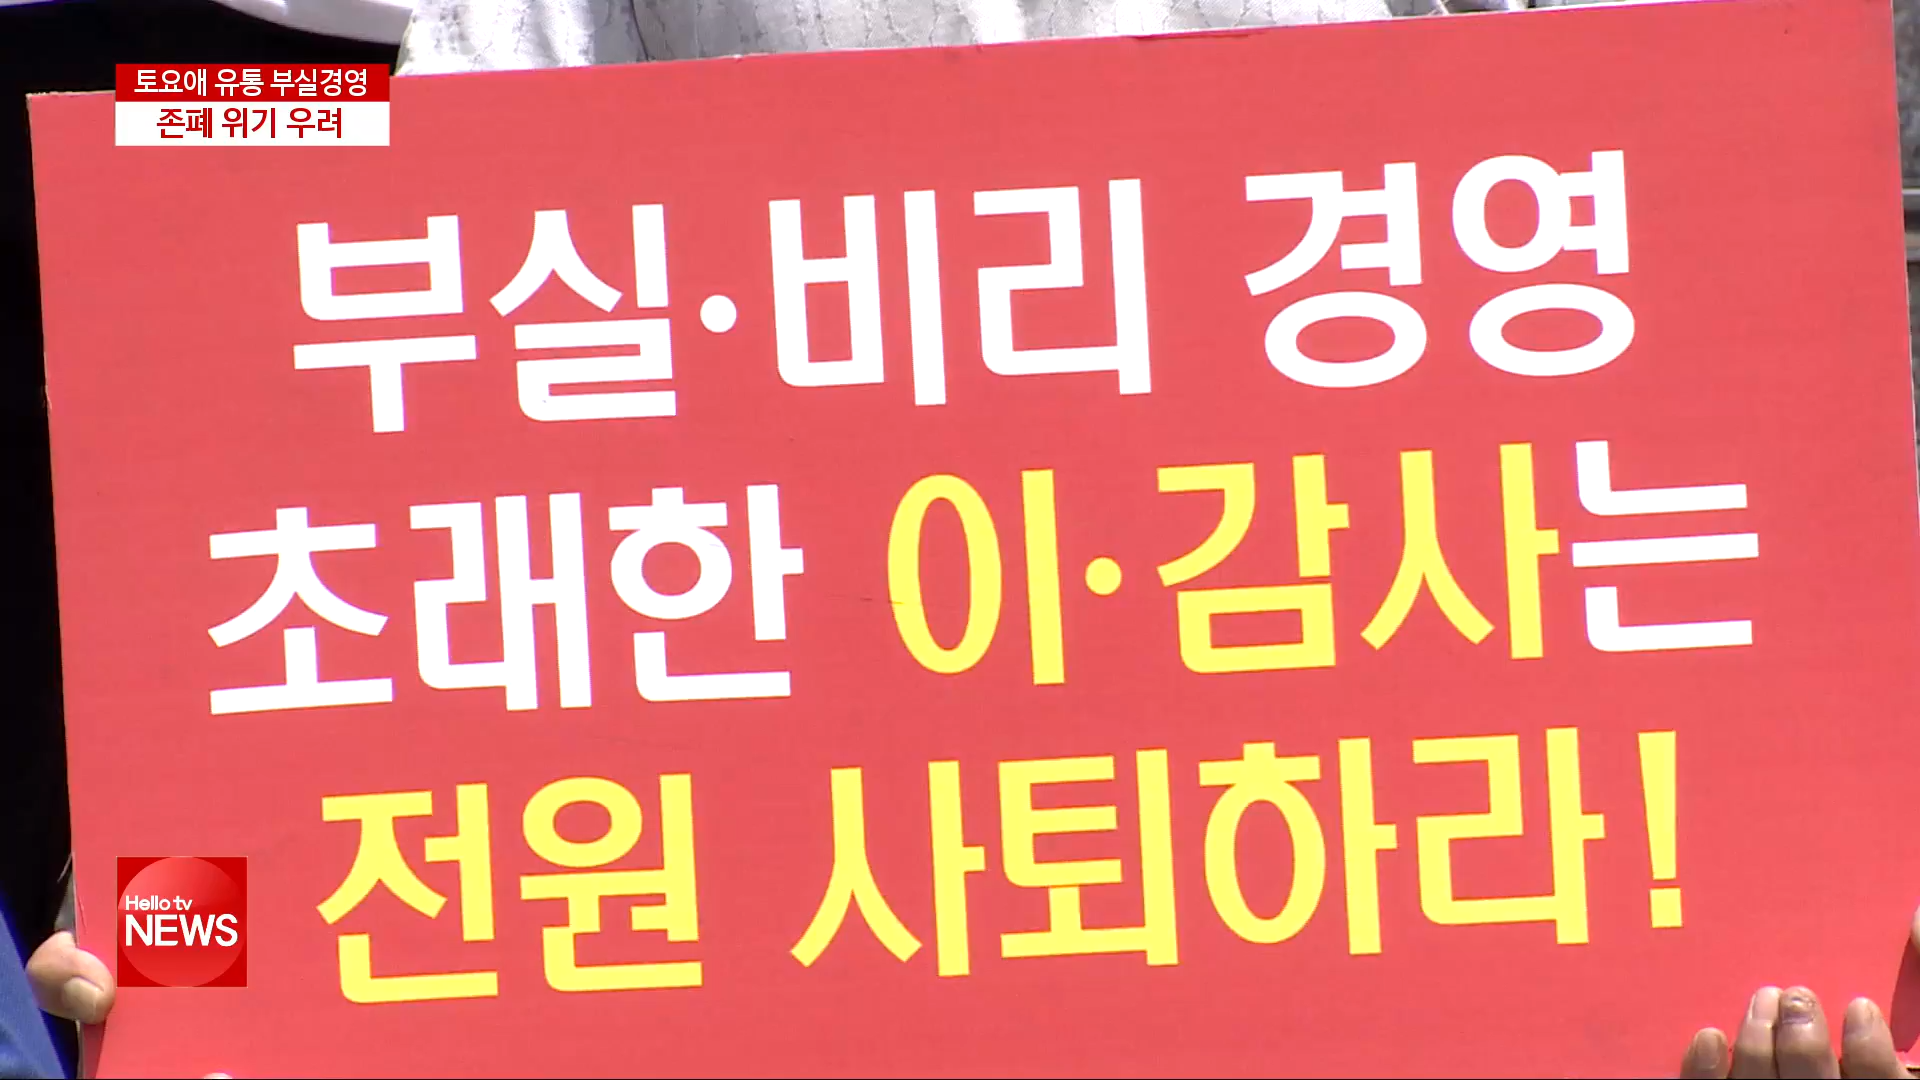 토요애 유통 부실경영
존폐 위기 우려
부실·비리 경영
초래한 이·감사는
전원 사퇴하라!
Hello tv
NEWS